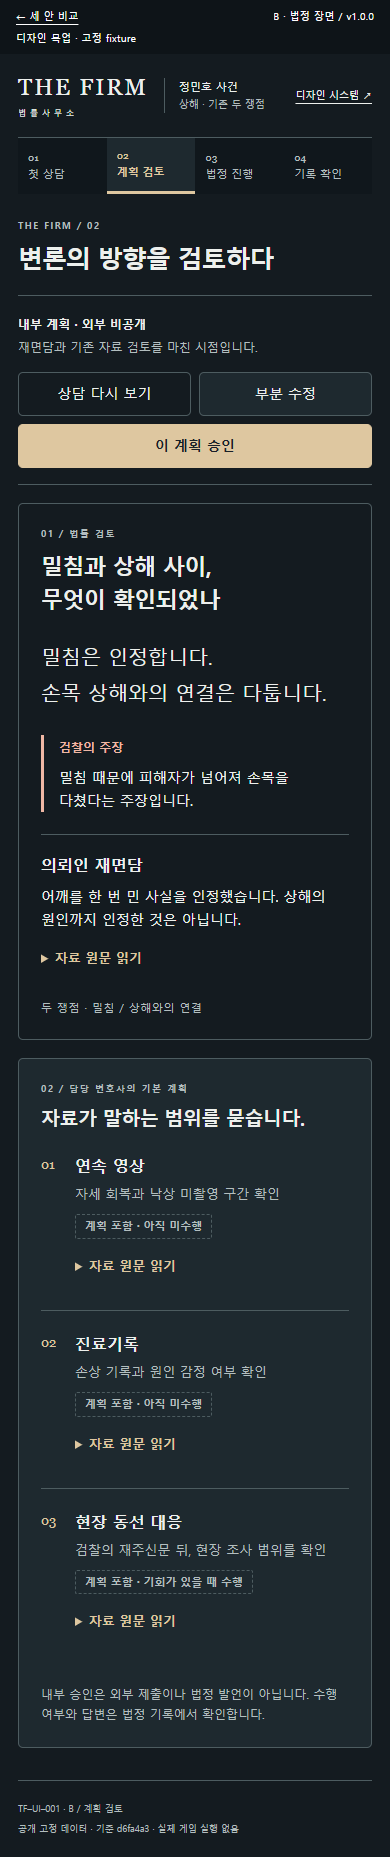 ← 세 안 비교
B · 법정 장면 / v1.0.0
디자인 목업 · 고정 fixture
THE FIRM
법률사무소
정민호 사건
상해 · 기존 두 쟁점
디자인 시스템 ↗
01
첫 상담
02
계획 검토
03
법정 진행
04
기록 확인
THE FIRM / 02
변론의 방향을 검토하다
내부 계획 · 외부 비공개
재면담과 기존 자료 검토를 마친 시점입니다.
상담 다시 보기
부분 수정
이 계획 승인
01 / 법률 검토
밀침과 상해 사이,
무엇이 확인되었나
밀침은 인정합니다.
손목 상해와의 연결은 다툽니다.
검찰의 주장
밀침 때문에 피해자가 넘어져 손목을
다쳤다는 주장입니다.
의뢰인 재면담
어깨를 한 번 민 사실을 인정했습니다. 상해의
원인까지 인정한 것은 아닙니다.
▶ 자료 원문 읽기
두 쟁점 · 밀침 / 상해와의 연결
02 / 담당 변호사의 기본 계획
자료가 말하는 범위를 묻습니다.
01 연속 영상
자세 회복과 낙상 미촬영 구간 확인
계획 포함 · 아직 미수행
▶ 자료 원문 읽기
02 진료기록
손상 기록과 원인 감정 여부 확인
계획 포함 · 아직 미수행
▶ 자료 원문 읽기
03 현장 동선 대응
검찰의 재주신문 뒤, 현장 조사 범위를 확인
계획 포함 · 기회가 있을 때 수행
▶ 자료 원문 읽기
내부 승인은 외부 제출이나 법정 발언이 아닙니다. 수행
여부와 답변은 법정 기록에서 확인합니다.
TF-UI-001 · B / 계획 검토
공개 고정 데이터 · 기준 d6fa4a3 · 실제 게임 실행 없음